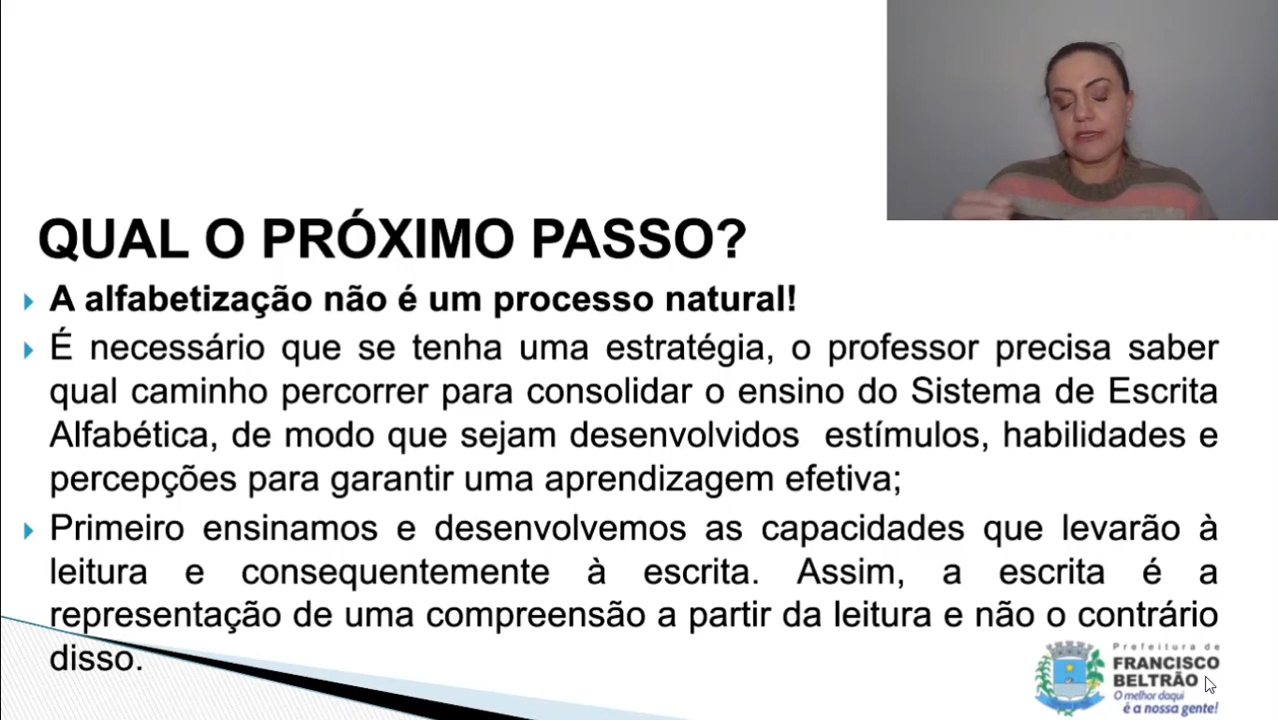 QUAL O PRÓXIMO PASSO?
A alfabetização não é um processo natural!
É necessário que se tenha uma estratégia, o professor precisa saber
qual caminho percorrer para consolidar o ensino do Sistema de Escrita
Alfabética, de modo que sejam desenvolvidos estímulos, habilidades e
percepções para garantir uma aprendizagem efetiva;
Primeiro ensinamos e desenvolvemos as capacidades que levarão à
leitura e consequentemente à escrita. Assim, a escrita é a
representação de uma compreensão a partir da leitura e não o contrário
disso.
Prefeitura de
FRANCISCO
BELTRÃO
O melhor daqui
é a nossa gente!